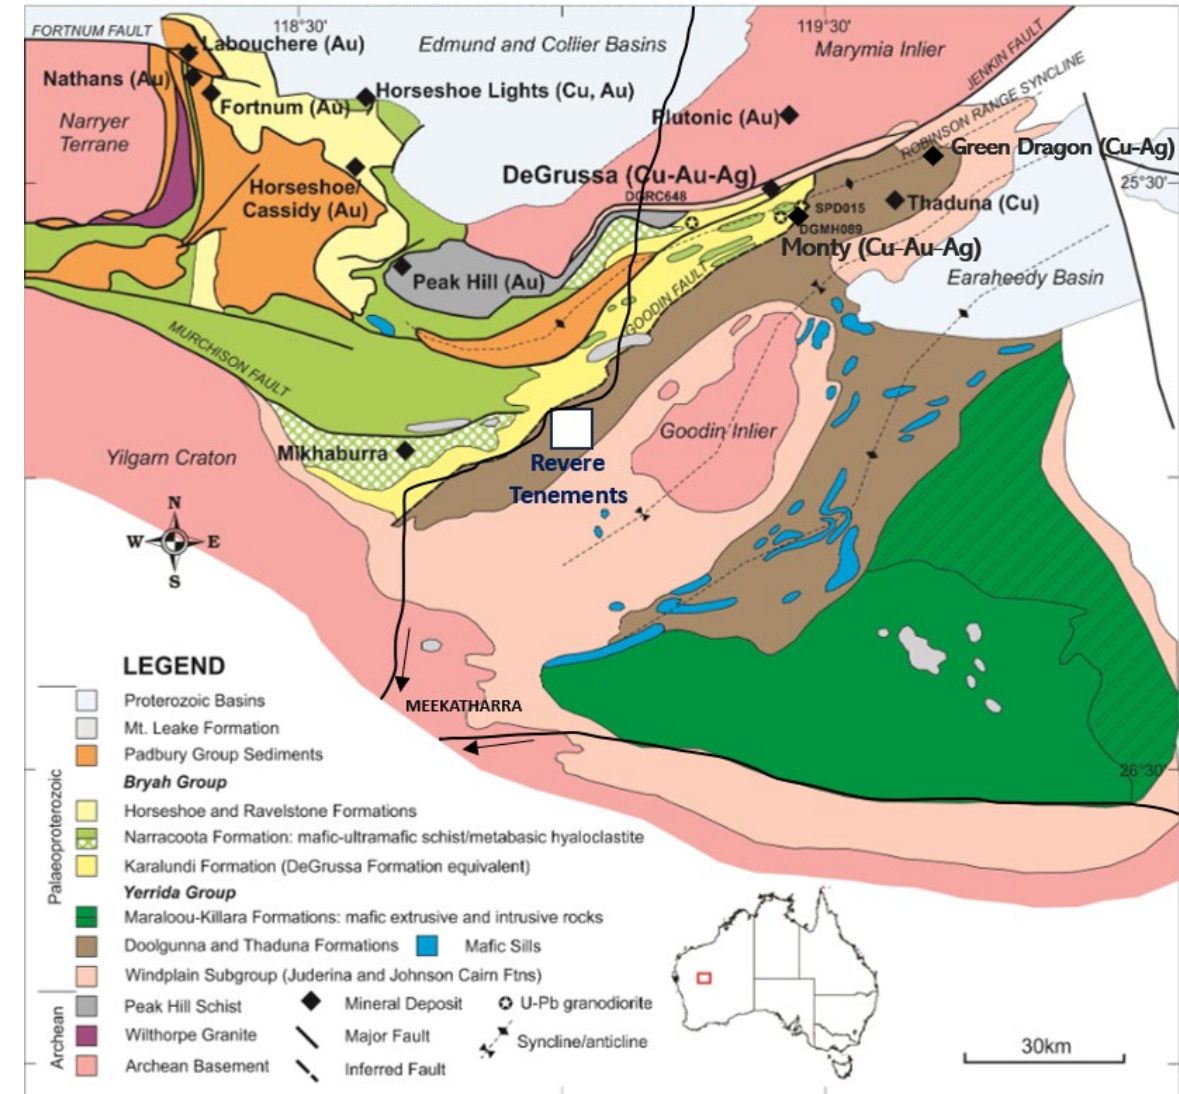 118°30'
119°30'
FORTNUM FAULT
Labouchere (Au)
Edmund and Collier Basins
Marymia Inlier
JENKIN FAULT
Nathans (Au)
Horseshoe Lights (Cu, Au)
Fortnum (Au)
Plutonic (Au)
ROBINSON RANGE SYNCLINE
Narryer
Terrane
Green Dragon (Cu-Ag)
DeGrussa (Cu-Au-Ag)
25°30'
Horseshoe/
Cassidy (Au)
DGRC648
SPD015
Thaduna (Cu)
DGMH089
Monty (Cu-Au-Ag)
Peak Hill (Au)
Earaheedy Basin
GOODIN FAULT
MURCHISON FAULT
Goodin Inlier
Yilgarn Craton
Mikhaburra
Revere
Tenements
N
W
E
S
MEEKATHARRA
26°30'
LEGEND
Proterozoic Basins
Mt. Leake Formation
Padbury Group Sediments
Bryah Group
Horseshoe and Ravelstone Formations
Narracoota Formation: mafic-ultramafic schist/metabasic hyaloclastite
Karalundi Formation (DeGrussa Formation equivalent)
Yerrida Group
Maraloou-Killara Formations: mafic extrusive and intrusive rocks
Doolgunna and Thaduna Formations
Mafic Sills
Windplain Subgroup (Juderina and Johnson Cairn Ftns)
Palaeoproterozoic
Peak Hill Schist
Mineral Deposit
U-Pb granodiorite
Wilthorpe Granite
Major Fault
Syncline/anticline
Archean Basement
Inferred Fault
Archean
30km